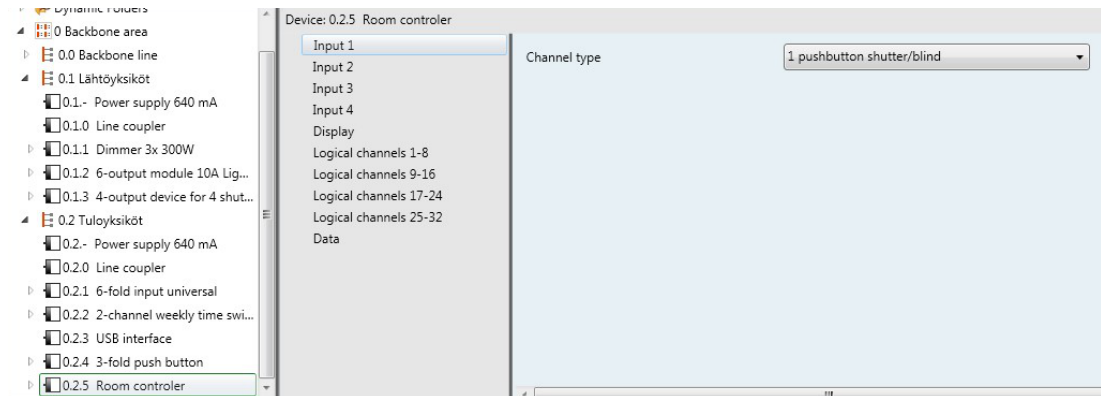 Dynamic Folders
0 Backbone area
0.0 Backbone line
0.1 Lähtöyksiköt
0.1.- Power supply 640 mA
0.1.0 Line coupler
0.1.1 Dimmer 3x 300W
0.1.2 6-output module 10A Lig...
0.1.3 4-output device for 4 shut...
0.2 Tuloyksiköt
0.2.- Power supply 640 mA
0.2.0 Line coupler
0.2.1 6-fold input universal
0.2.2 2-channel weekly time swi...
0.2.3 USB interface
0.2.4 3-fold push button
0.2.5 Room controler
Device: 0.2.5 Room controler
Input 1
Input 2
Input 3
Input 4
Display
Logical channels 1-8
Logical channels 9-16
Logical channels 17-24
Logical channels 25-32
Data
Channel type
1 pushbutton shutter/blind